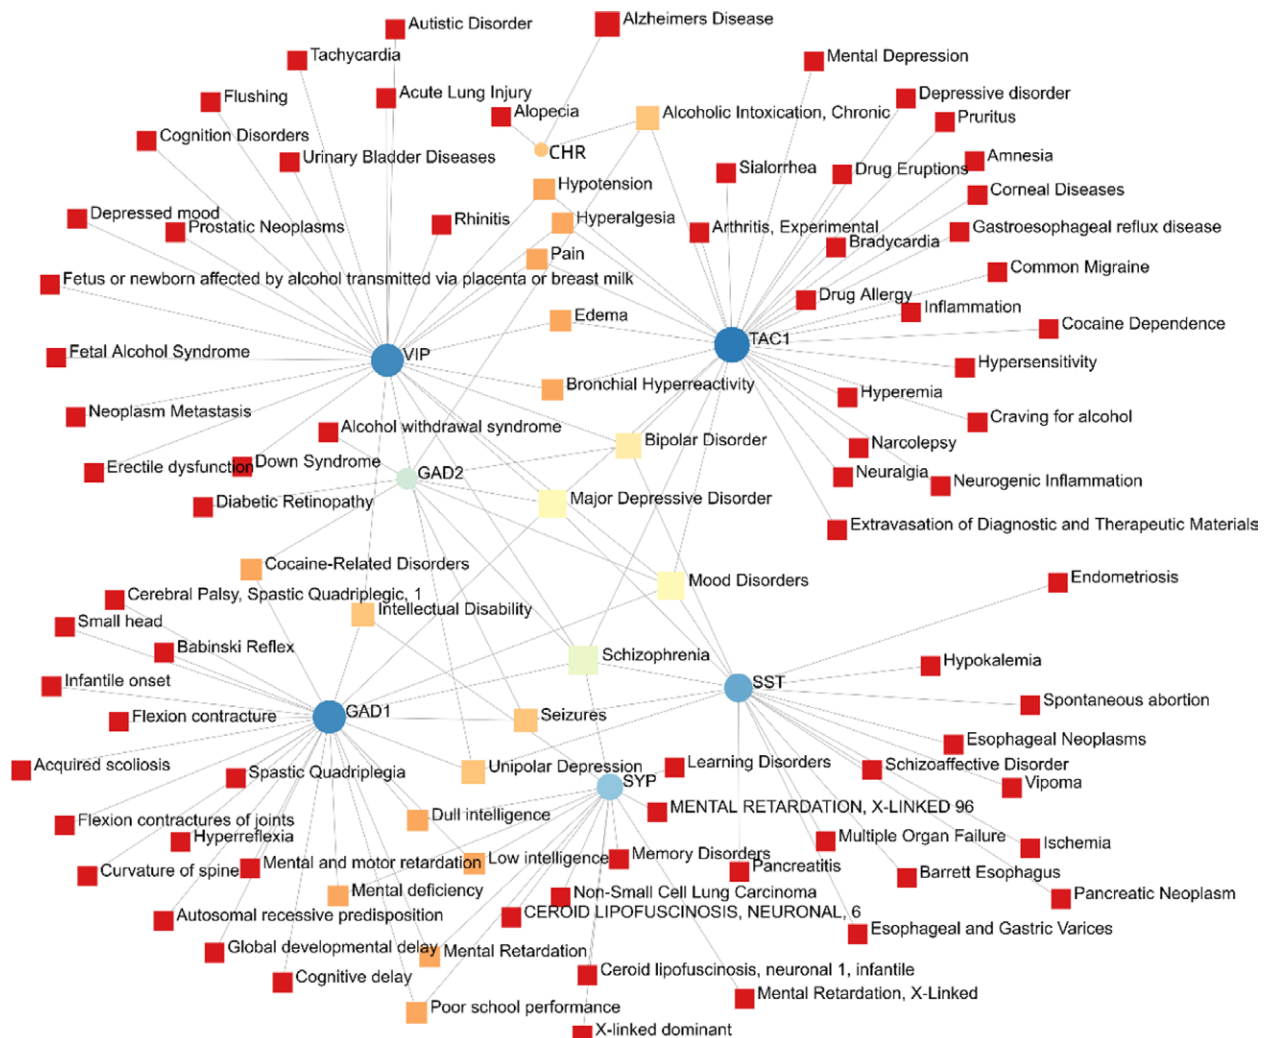 Alzheimers Disease
Autistic Disorder
Tachycardia
Mental Depression
Acute Lung Injury
Depressive disorder
Flushing
Alopecia
Alcoholic Intoxication, Chronic
Pruritus
Cognition Disorders
CHR
Urinary Bladder Diseases
Amnesia
Sialorrhea
Drug Eruptions
Hypotension
Corneal Diseases
Depressed mood
Rhinitis
Hyperalgesia
Prostatic Neoplasms
Arthritis, Experimental
Gastroesophageal reflux disease
Bradycardia
Pain
Common Migraine
Fetus or newborn affected by alcohol transmitted via placenta or breast milk
Drug Allergy
Inflammation
Edema
Cocaine Dependence
TAC1
Fetal Alcohol Syndrome
VIP
Hypersensitivity
Bronchial Hyperreactivity
Hyperemia
Neoplasm Metastasis
Craving for alcohol
Alcohol withdrawal syndrome
Bipolar Disorder
Narcolepsy
Erectile dysfunction
Down Syndrome
GAD2
Neuralgia
Neurogenic Inflammation
Diabetic Retinopathy
Major Depressive Disorder
Extravasation of Diagnostic and Therapeutic Materials
Cocaine-Related Disorders
Mood Disorders
Endometriosis
Cerebral Palsy, Spastic Quadriplegic, 1
Intellectual Disability
Small head
Babinski Reflex
Schizophrenia
Hypokalemia
Infantile onset
SST
Spontaneous abortion
GAD1
Flexion contracture
Seizures
Esophageal Neoplasms
Acquired scoliosis
Spastic Quadriplegia
Unipolar Depression
SYP
Learning Disorders
Schizoaffective Disorder
Vipoma
MENTAL RETARDATION, X-LINKED 96
Dull intelligence
Flexion contractures of joints
Hyperreflexia
Multiple Organ Failure
Ischemia
Curvature of spine
Mental and motor retardation
Low intelligence
Memory Disorders
Pancreatitis
Barrett Esophagus
Mental deficiency
Non-Small Cell Lung Carcinoma
Pancreatic Neoplasm
Autosomal recessive predisposition
CEROID LIPOFUSCINOSIS, NEURONAL, 6
Esophageal and Gastric Varices
Global developmental delay
Mental Retardation
Cognitive delay
Ceroid lipofuscinosis, neuronal 1, infantile
Mental Retardation, X-Linked
Poor school performance
X-linked dominant